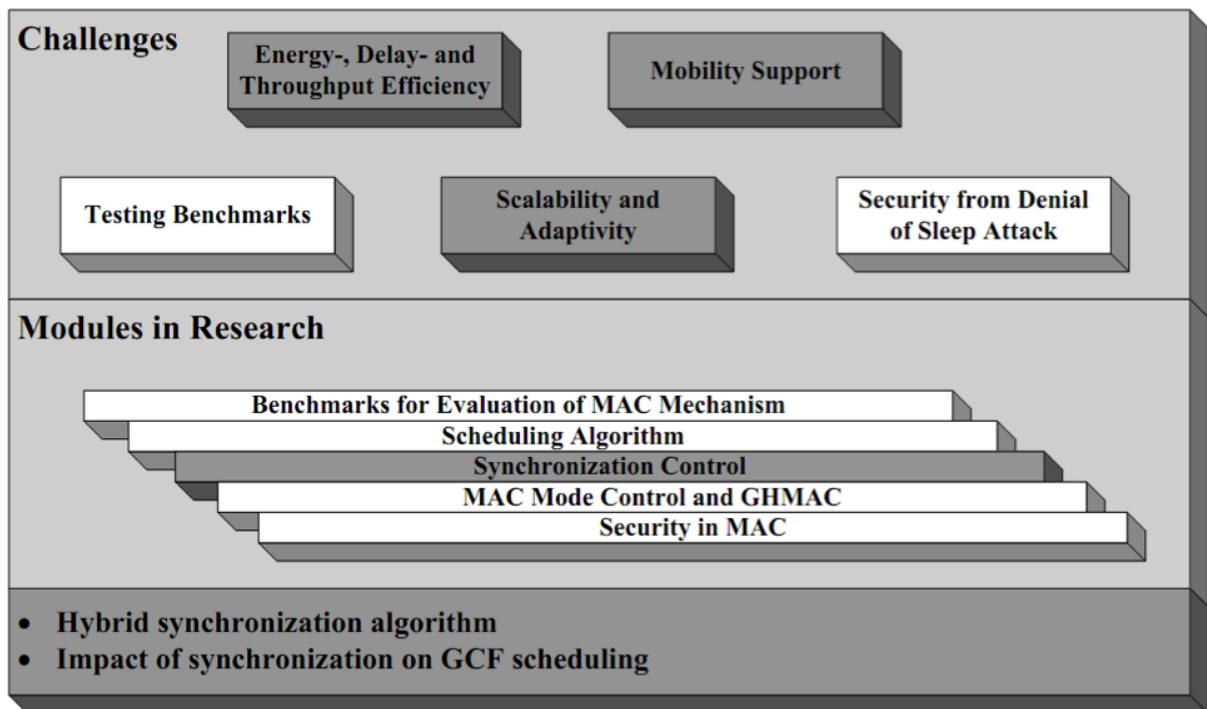 Challenges
Energy-, Delay- and
Throughput Efficiency
Mobility Support
Testing Benchmarks
Scalability and
Adaptivity
Security from Denial
of Sleep Attack
Modules in Research
Benchmarks for Evaluation of MAC Mechanism
Scheduling Algorithm
Synchronization Control
MAC Mode Control and GHMAC
Security in MAC
• Hybrid synchronization algorithm
• Impact of synchronization on GCF scheduling